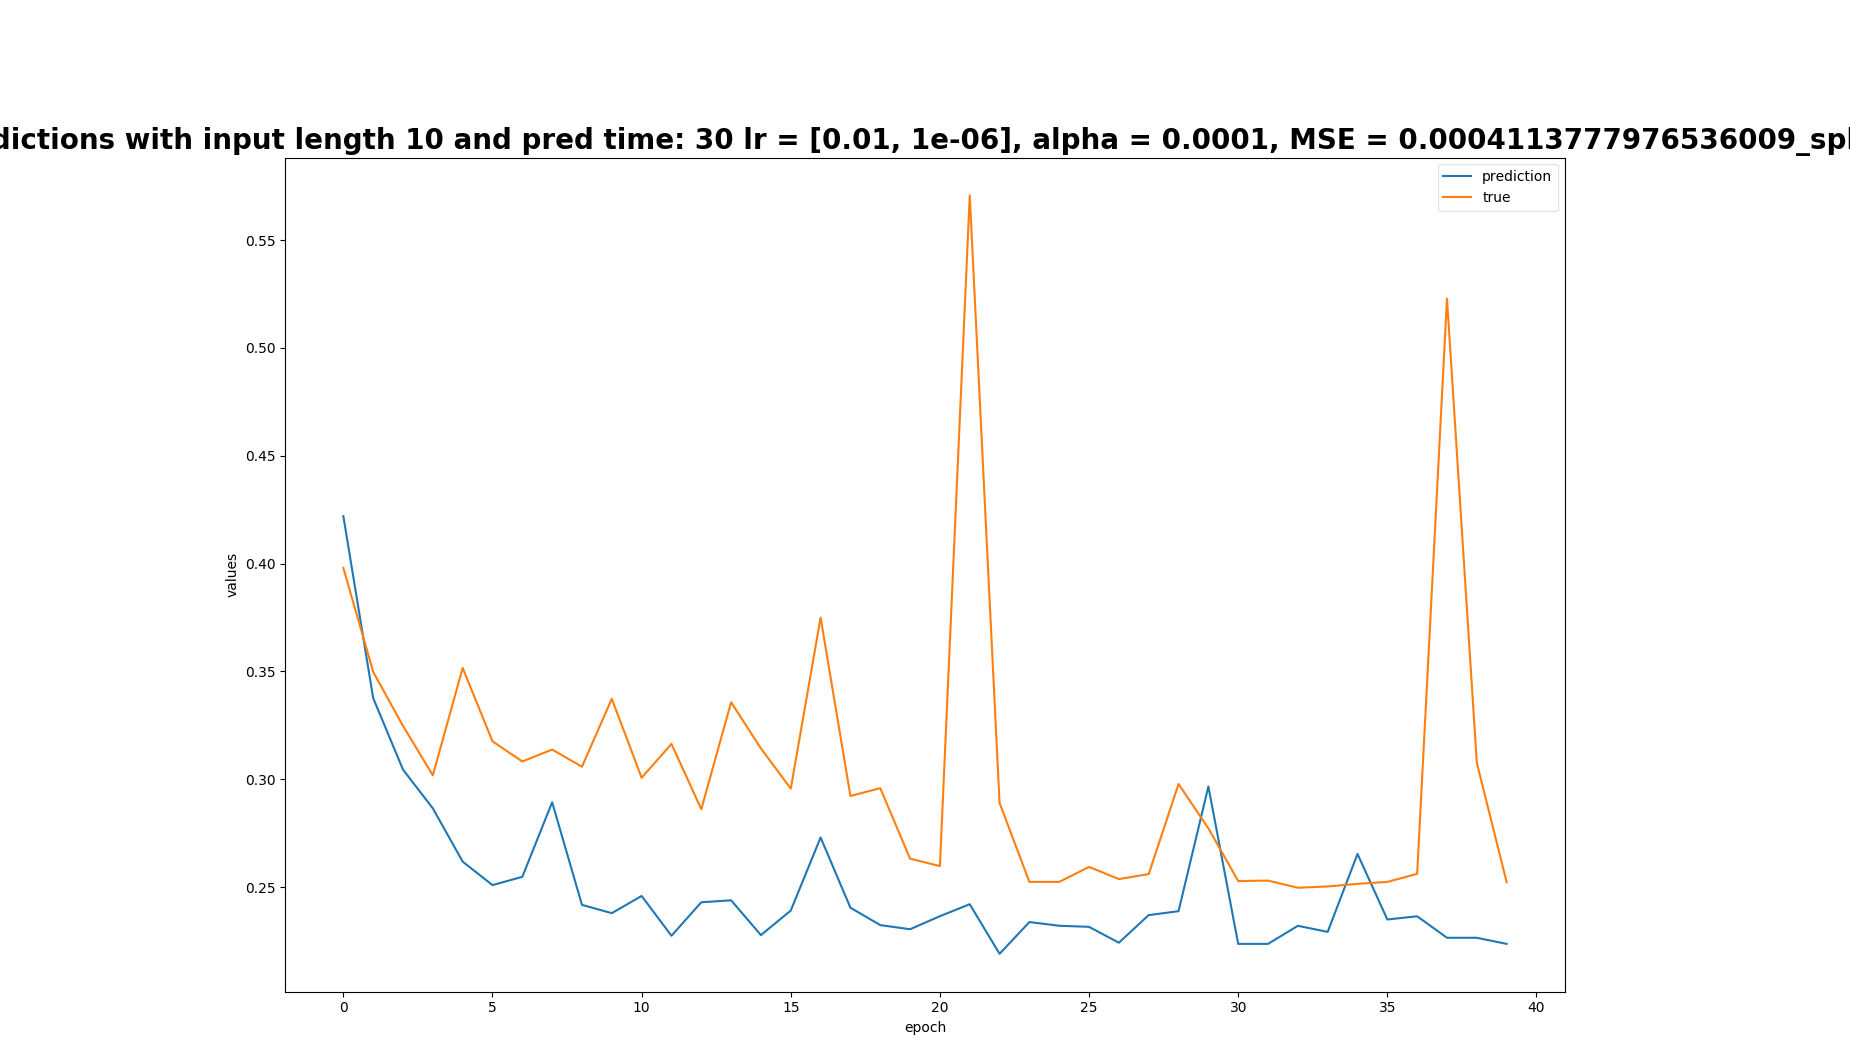 dictions with input length 10 and pred time: 30 lr = [0.01, 1e-06], alpha = 0.0001, MSE = 0.0004113777976536009_spl
prediction
true
0.55
0.50
0.45
0.40
0.35
0.30
0.25
values
0 5 10 15 20 25 30 35 40
epoch